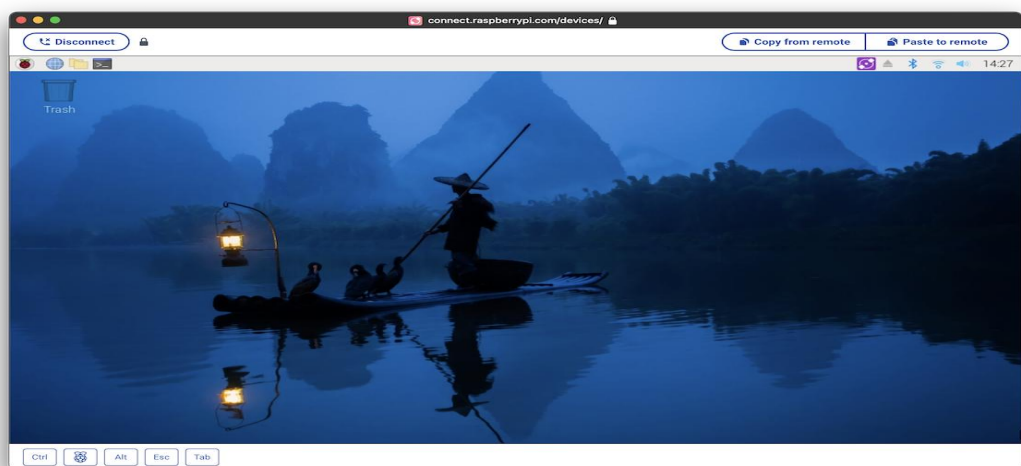 connect.raspberrypi.com/devices/
Disconnect
Copy from remote
Paste to remote
>_
14:27
Trash
Ctrl
Alt
Esc
Tab